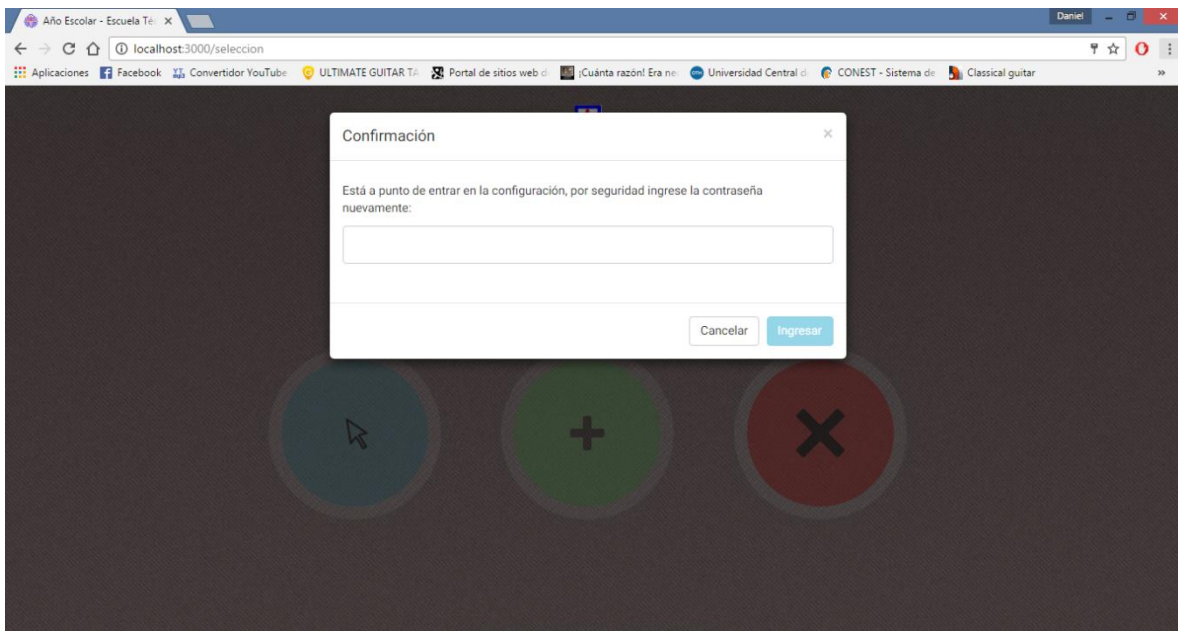 Año Escolar - Escuela Téc
Daniel
localhost:3000/seleccion
Aplicaciones Facebook Convertidor YouTube ULTIMATE GUITAR TA Portal de sitios web d ¡Cuánta razón! Era ne Universidad Central d CONEST - Sistema de Classical guitar »
Confirmación ×
Está a punto de entrar en la configuración, por seguridad ingrese la contraseña
nuevamente:
Cancelar Ingresar